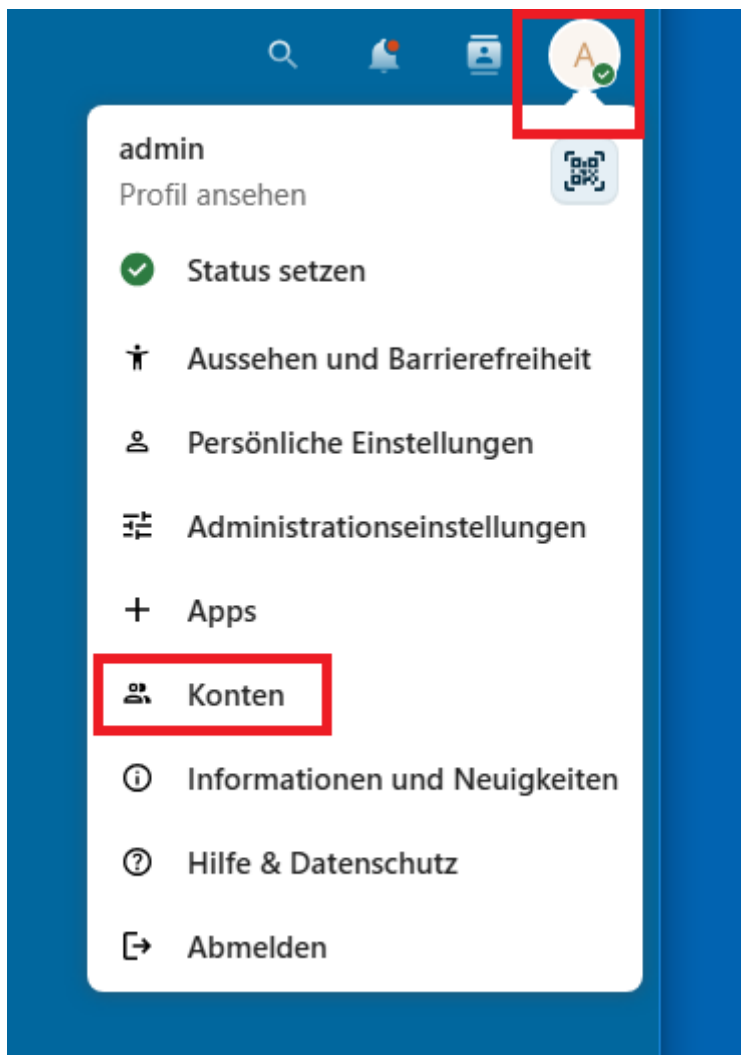 A
admin
Profil ansehen
Status setzen
Aussehen und Barrierefreiheit
Persönliche Einstellungen
Administrationseinstellungen
Apps
Konten
Informationen und Neuigkeiten
Hilfe & Datenschutz
Abmelden